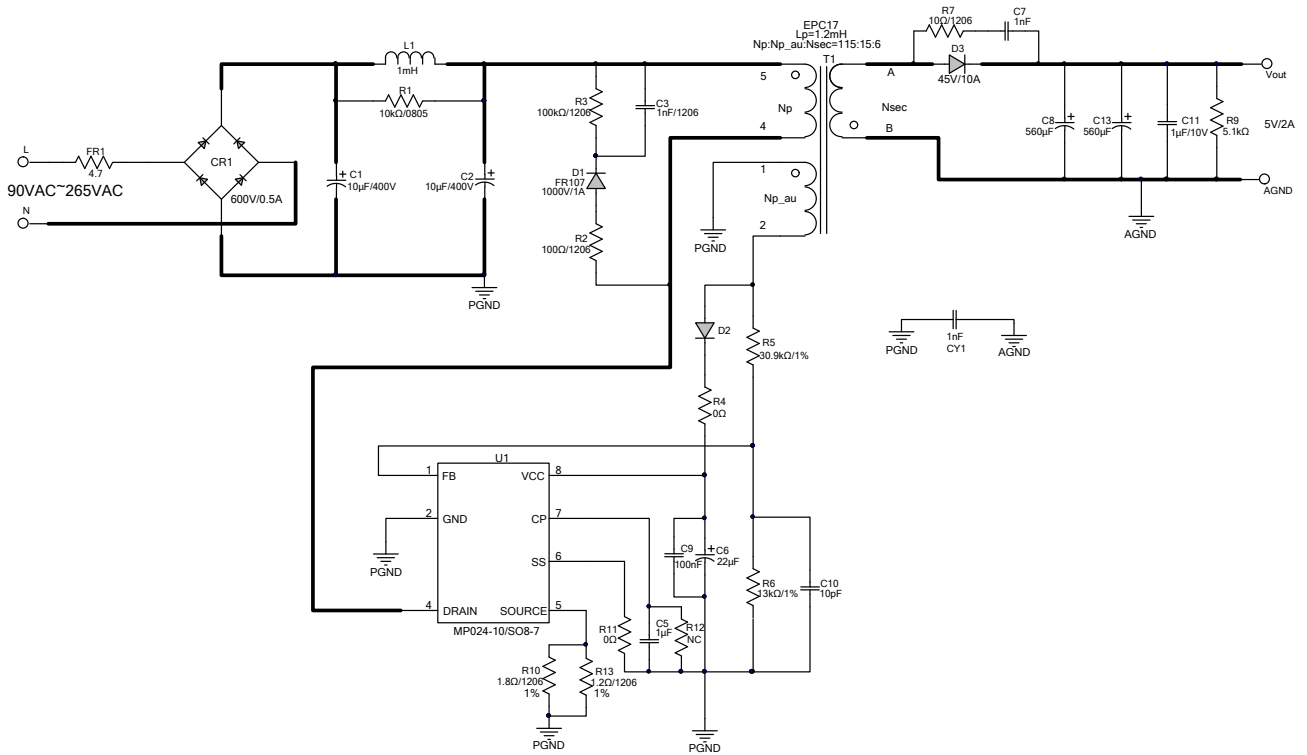 EPC17
Lp=1.2mH
Np:Np_au:Nsec=115:15:6
T1
R7
10Ω/1206
C7
1nF
D3
45V/10A
A
B
Nsec
5
4
Np
1
2
Np_au
L1
1mH
R1
10kΩ/0805
R3
100kΩ/1206
C3
1nF/1206
D1
FR107
1000V/1A
R2
100Ω/1206
L
FR1
4.7
90VAC~265VAC
N
CR1
600V/0.5A
C1
10µF/400V
C2
10µF/400V
PGND
PGND
C8
560µF
C13
560µF
C11
1µF/10V
R9
5.1kΩ
Vout
5V/2A
AGND
AGND
D2
R5
30.9kΩ/1%
R4
0Ω
PGND
1nF
CY1
AGND
U1
1 FB
VCC 8
2 GND
CP 7
SS 6
4 DRAIN
SOURCE 5
MP024-10/SO8-7
PGND
C9
100nF
C6
22µF
R6
13kΩ/1%
C10
10pF
R11
0Ω
C5
1µF
R12
NC
R10
1.8Ω/1206
1%
R13
1.2Ω/1206
1%
PGND
PGND